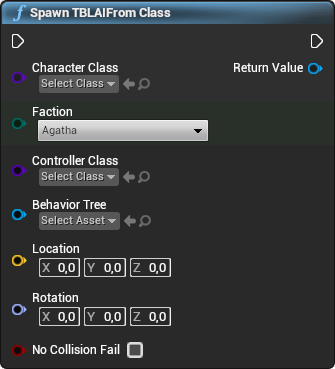 Spawn TBLAIFrom Class
Character Class
Return Value
Select Class
Faction
Agatha
Controller Class
Select Class
Behavior Tree
Select Asset
Location
X 0,0 Y 0,0 Z 0,0
Rotation
X 0,0 Y 0,0 Z 0,0
No Collision Fail